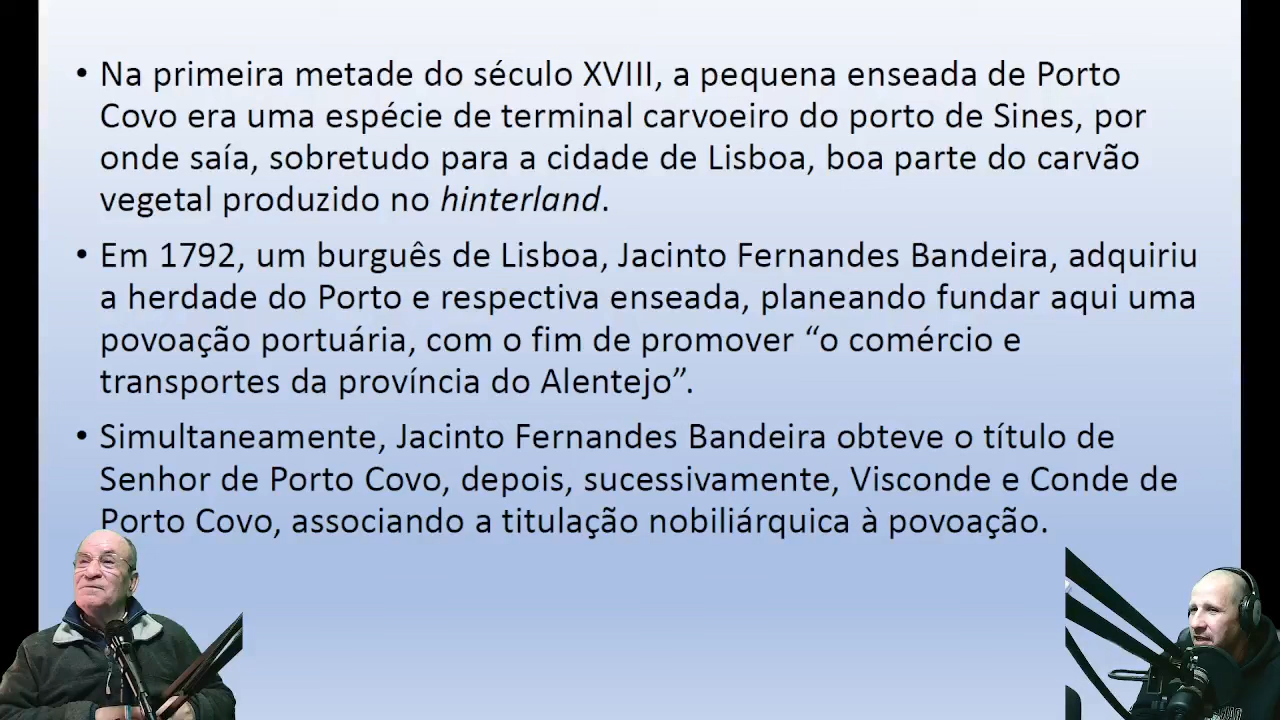 • Na primeira metade do século XVIII, a pequena enseada de Porto
Covo era uma espécie de terminal carvoeiro do porto de Sines, por
onde saía, sobretudo para a cidade de Lisboa, boa parte do carvão
vegetal produzido no hinterland.
• Em 1792, um burguês de Lisboa, Jacinto Fernandes Bandeira, adquiriu
a herdade do Porto e respectiva enseada, planeando fundar aqui uma
povoação portuária, com o fim de promover “o comércio e
transportes da província do Alentejo”.
• Simultaneamente, Jacinto Fernandes Bandeira obteve o título de
Senhor de Porto Covo, depois, sucessivamente, Visconde e Conde de
Porto Covo, associando a titulação nobiliárquica à povoação.